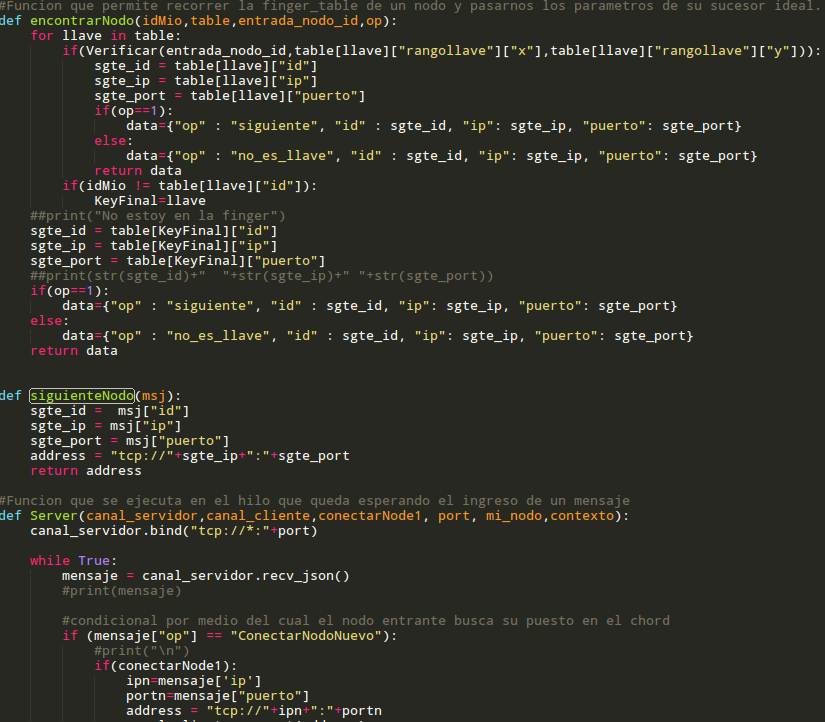 #Funcion que permite recorrer la finger_table de un nodo y pasarnos los parametros de su sucesor ideal.
def encontrarNodo(idMio,table,entrada_nodo_id,op):
    for llave in table:
        if(Verificar(entrada_nodo_id,table[llave]["rangollave"]["x"],table[llave]["rangollave"]["y"])):
            sgte_id = table[llave]["id"]
            sgte_ip = table[llave]["ip"]
            sgte_port = table[llave]["puerto"]
            if(op==1):
                data={"op" : "siguiente", "id" : sgte_id, "ip": sgte_ip, "puerto": sgte_port}
            else:
                data={"op" : "no_es_llave", "id" : sgte_id, "ip": sgte_ip, "puerto": sgte_port}
            return data
        if(idMio != table[llave]["id"]):
            KeyFinal=llave
    ##print("No estoy en la finger")
    sgte_id = table[KeyFinal]["id"]
    sgte_ip = table[KeyFinal]["ip"]
    sgte_port = table[KeyFinal]["puerto"]
    ##print(str(sgte_id)+"  "+str(sgte_ip)+" "+str(sgte_port))
    if(op==1):
        data={"op" : "siguiente", "id" : sgte_id, "ip": sgte_ip, "puerto": sgte_port}
    else:
        data={"op" : "no_es_llave", "id" : sgte_id, "ip": sgte_ip, "puerto": sgte_port}
    return data
def siguienteNodo(msj):
    sgte_id =  msj["id"]
    sgte_ip = msj["ip"]
    sgte_port = msj["puerto"]
    address = "tcp://"+sgte_ip+":"+sgte_port
    return address
#Funcion que se ejecuta en el hilo que queda esperando el ingreso de un mensaje
def Server(canal_servidor,canal_cliente,conectarNode1, port, mi_nodo,contexto):
    canal_servidor.bind("tcp://*:"+port)
    while True:
        mensaje = canal_servidor.recv_json()
        #print(mensaje)
        #condicional por medio del cual el nodo entrante busca su puesto en el chord
        if (mensaje["op"] == "ConectarNodoNuevo"):
            #print("\n")
            if(conectarNode1):
                ipn=mensaje['ip']
                portn=mensaje["puerto"]
                address = "tcp://"+ipn+":"+portn